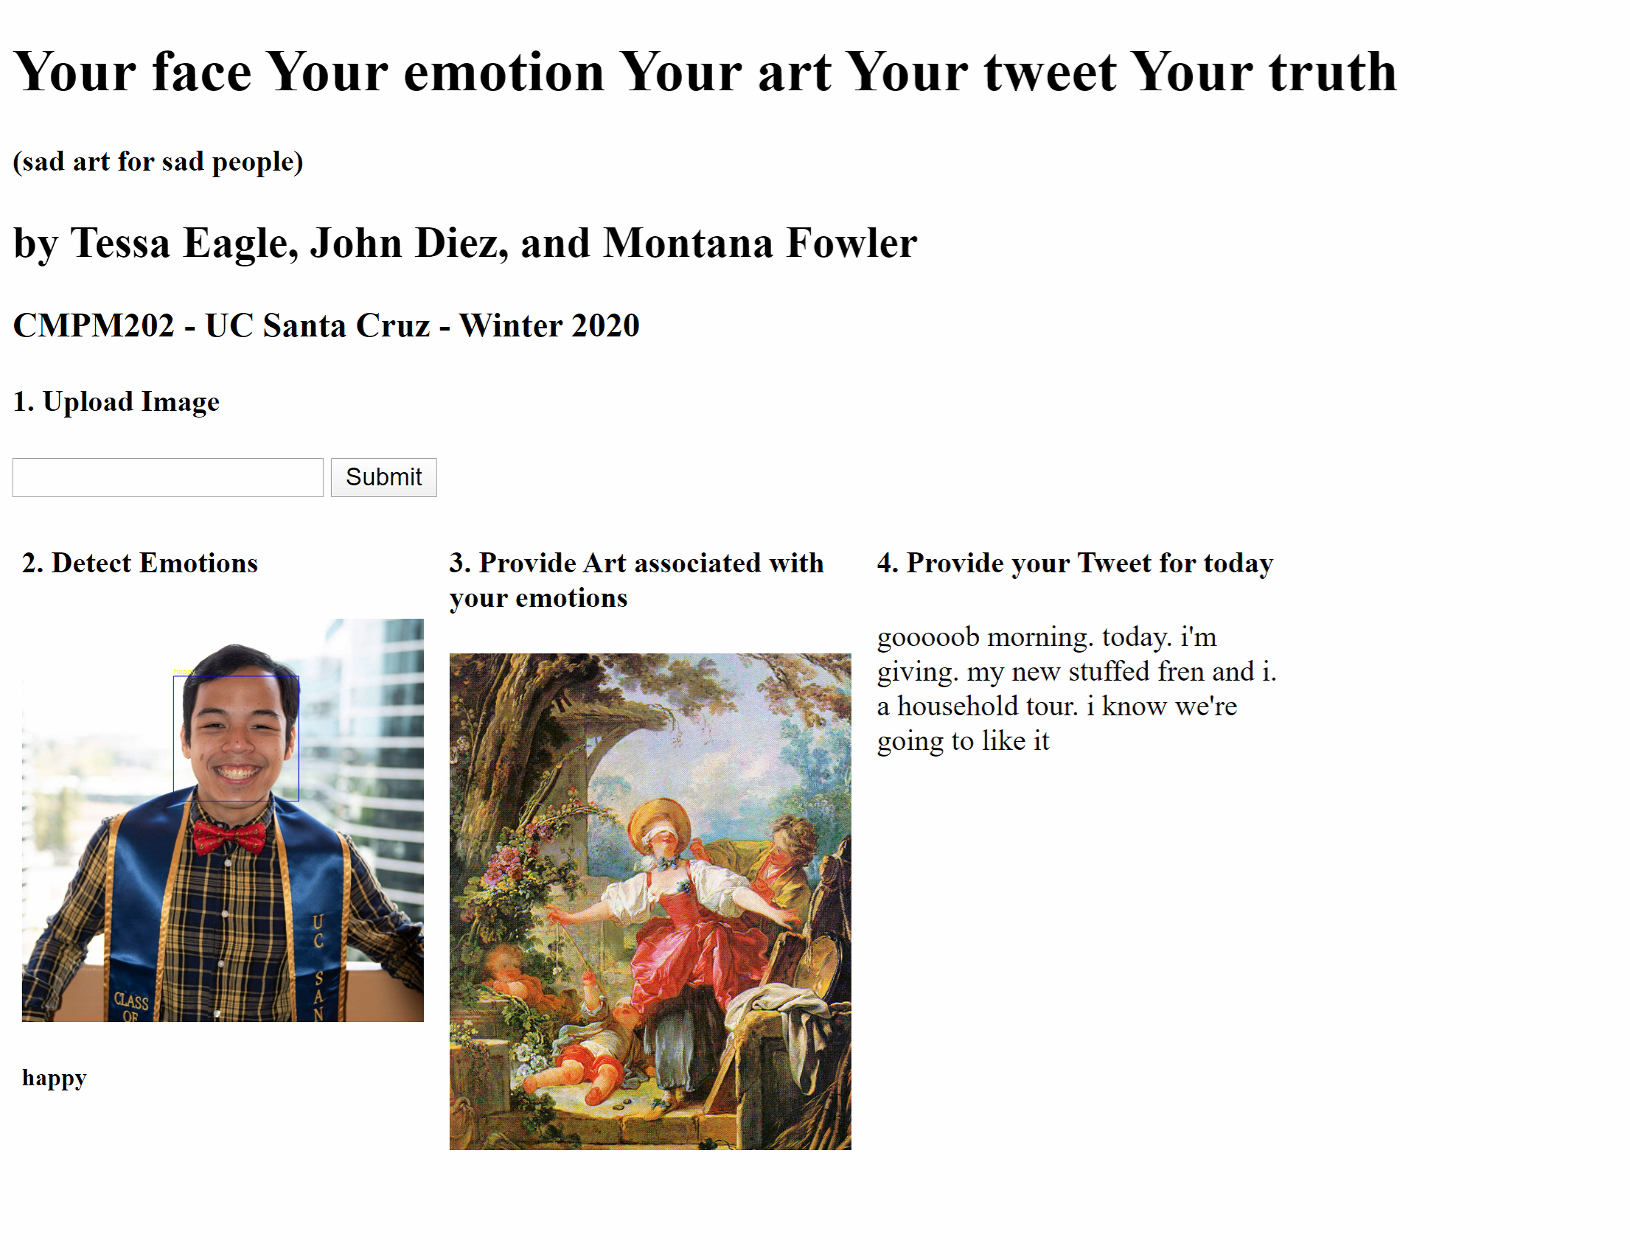 Your face Your emotion Your art Your tweet Your truth
(sad art for sad people)
by Tessa Eagle, John Diez, and Montana Fowler
CMPM202 - UC Santa Cruz - Winter 2020
1. Upload Image
Submit
2. Detect Emotions
CLASS
OF
UC SAN
happy
3. Provide Art associated with
your emotions
4. Provide your Tweet for today
gooooob morning. today. i'm
giving. my new stuffed fren and i.
a household tour. i know we're
going to like it